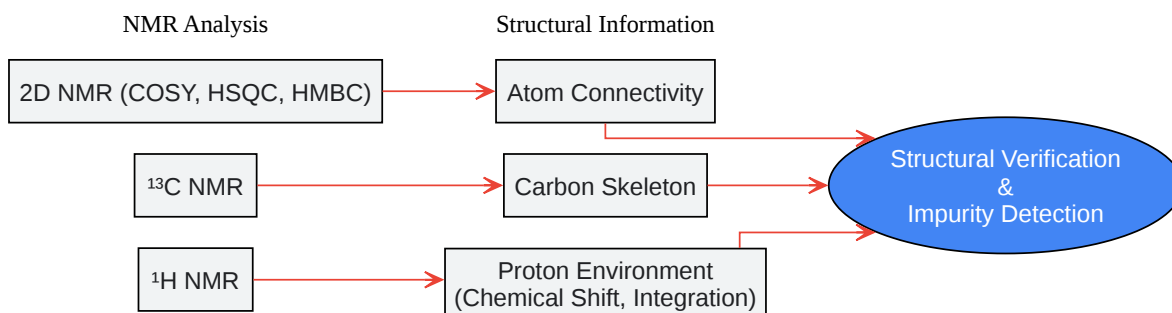 NMR Analysis
Structural Information
2D NMR (COSY, HSQC, HMBC)
Atom Connectivity
¹³C NMR
Carbon Skeleton
Structural Verification
&
Impurity Detection
¹H NMR
Proton Environment
(Chemical Shift, Integration)